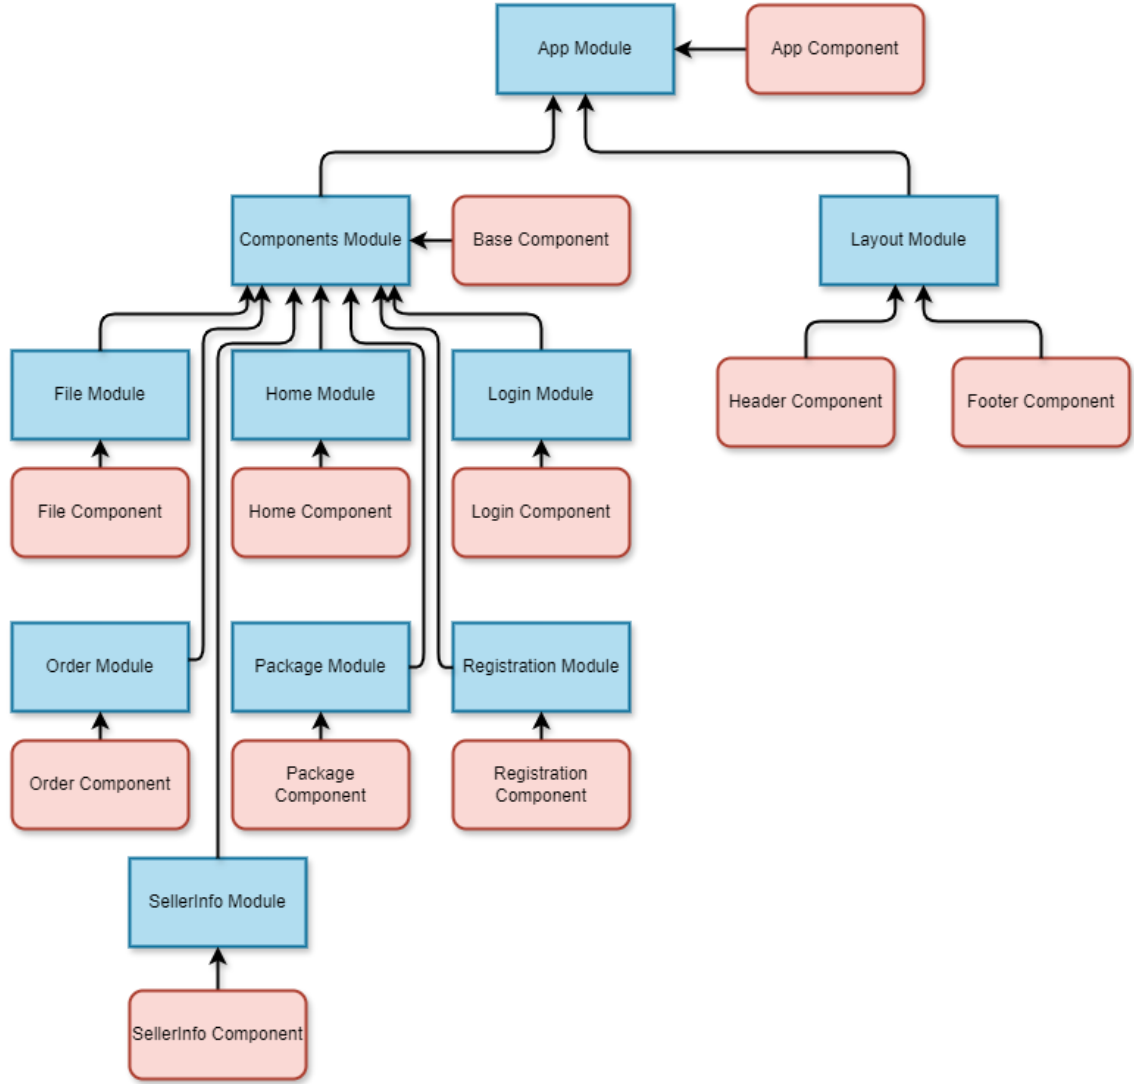 App Module
App Component
Components Module
Base Component
Layout Module
File Module
Home Module
Login Module
Header Component
Footer Component
File Component
Home Component
Login Component
Order Module
Package Module
Registration Module
Order Component
Package
Component
Registration
Component
SellerInfo Module
SellerInfo Component